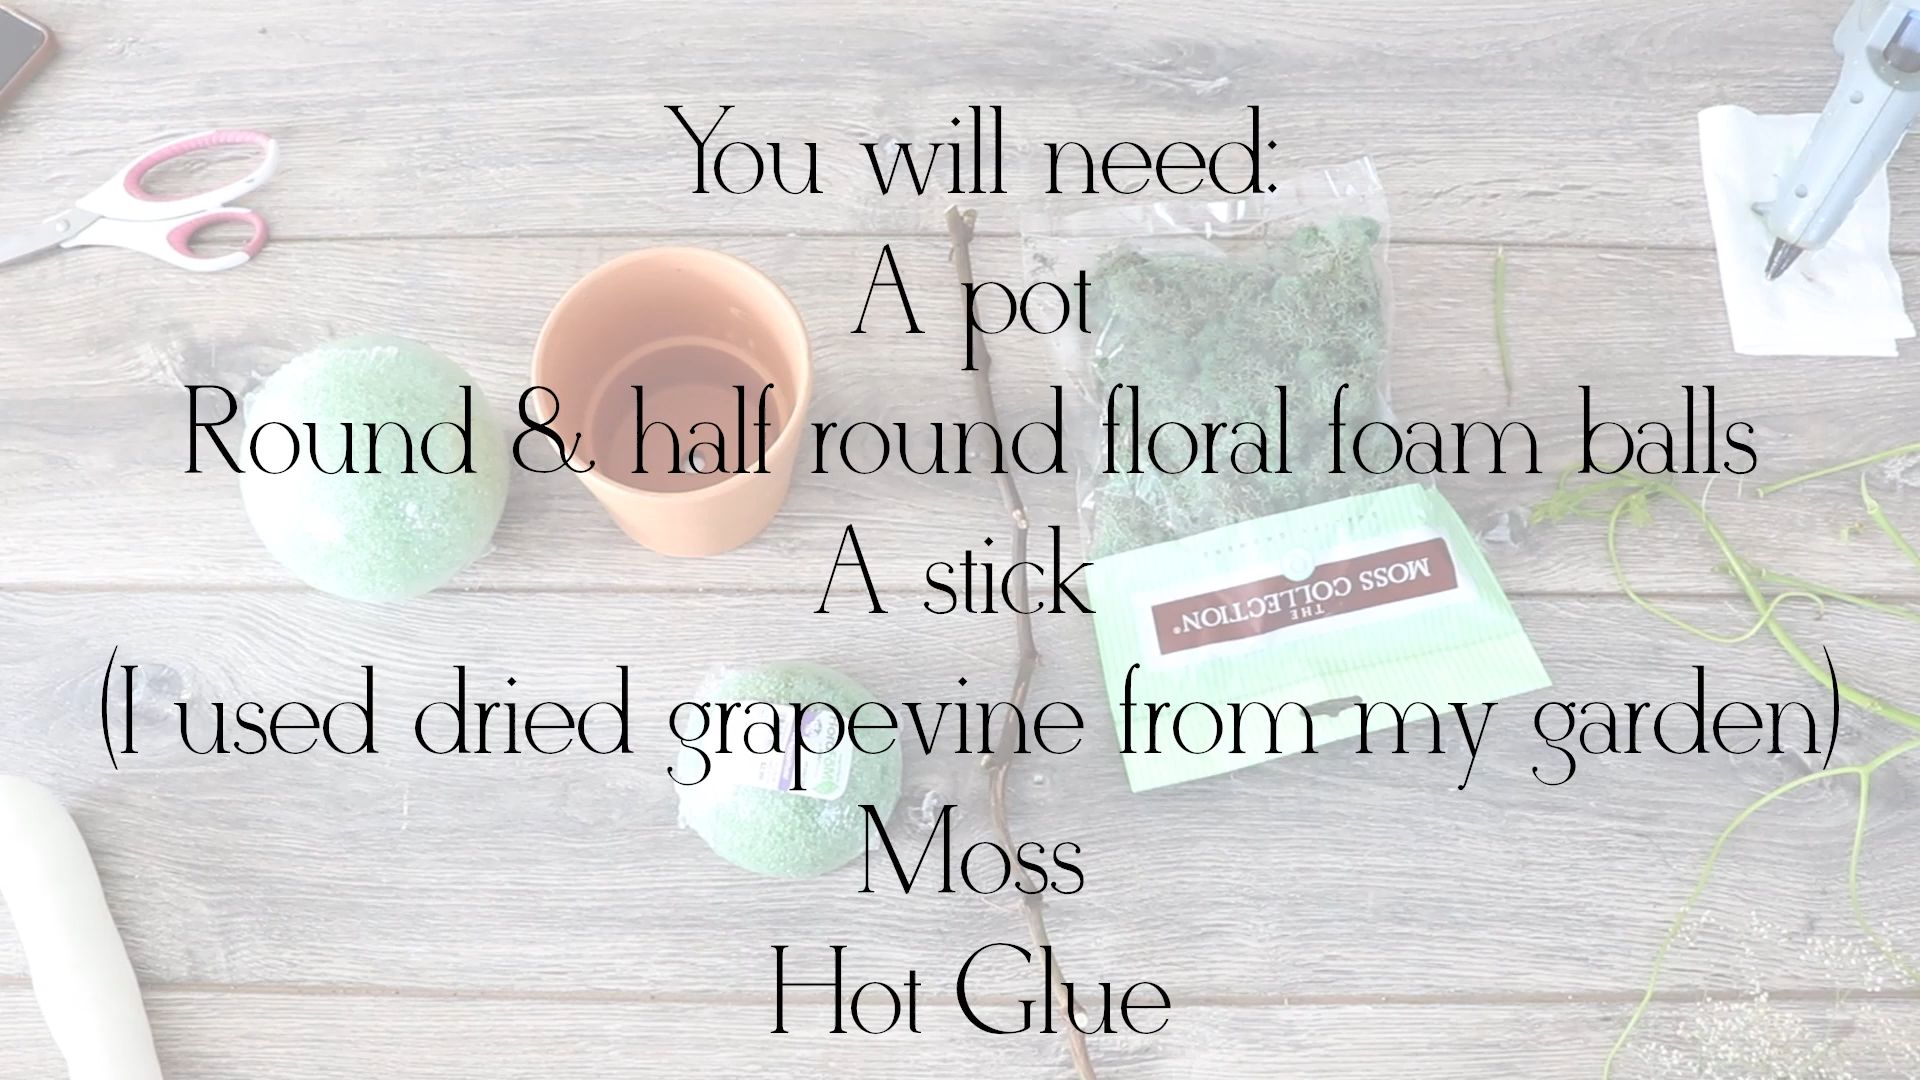 You will need:
A pot
Round & half round floral foam balls
A stick
(I used dried grapevine from my garden)
Moss
Hot Glue
THE
MOSS COLLECTION®